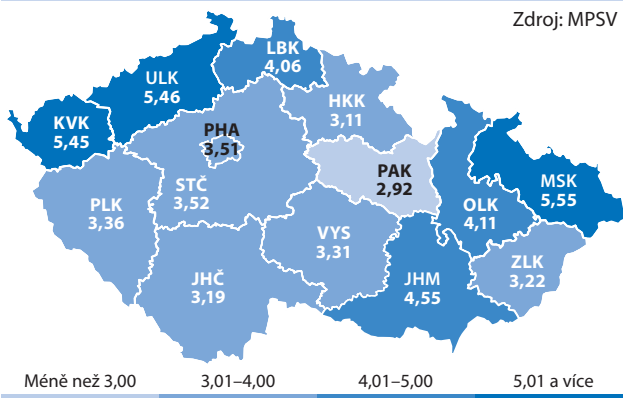 Zdroj: MPSV
LBK
4,06
ULK
5,46
HKK
3,11
KVK
5,45
PHA
3,51
PAK
2,92
MSK
5,55
STČ
3,52
PLK
3,36
OLK
4,11
VYS
3,31
ZLK
3,22
JHČ
3,19
JHM
4,55
Méně než 3,00
3,01–4,00
4,01–5,00
5,01 a více